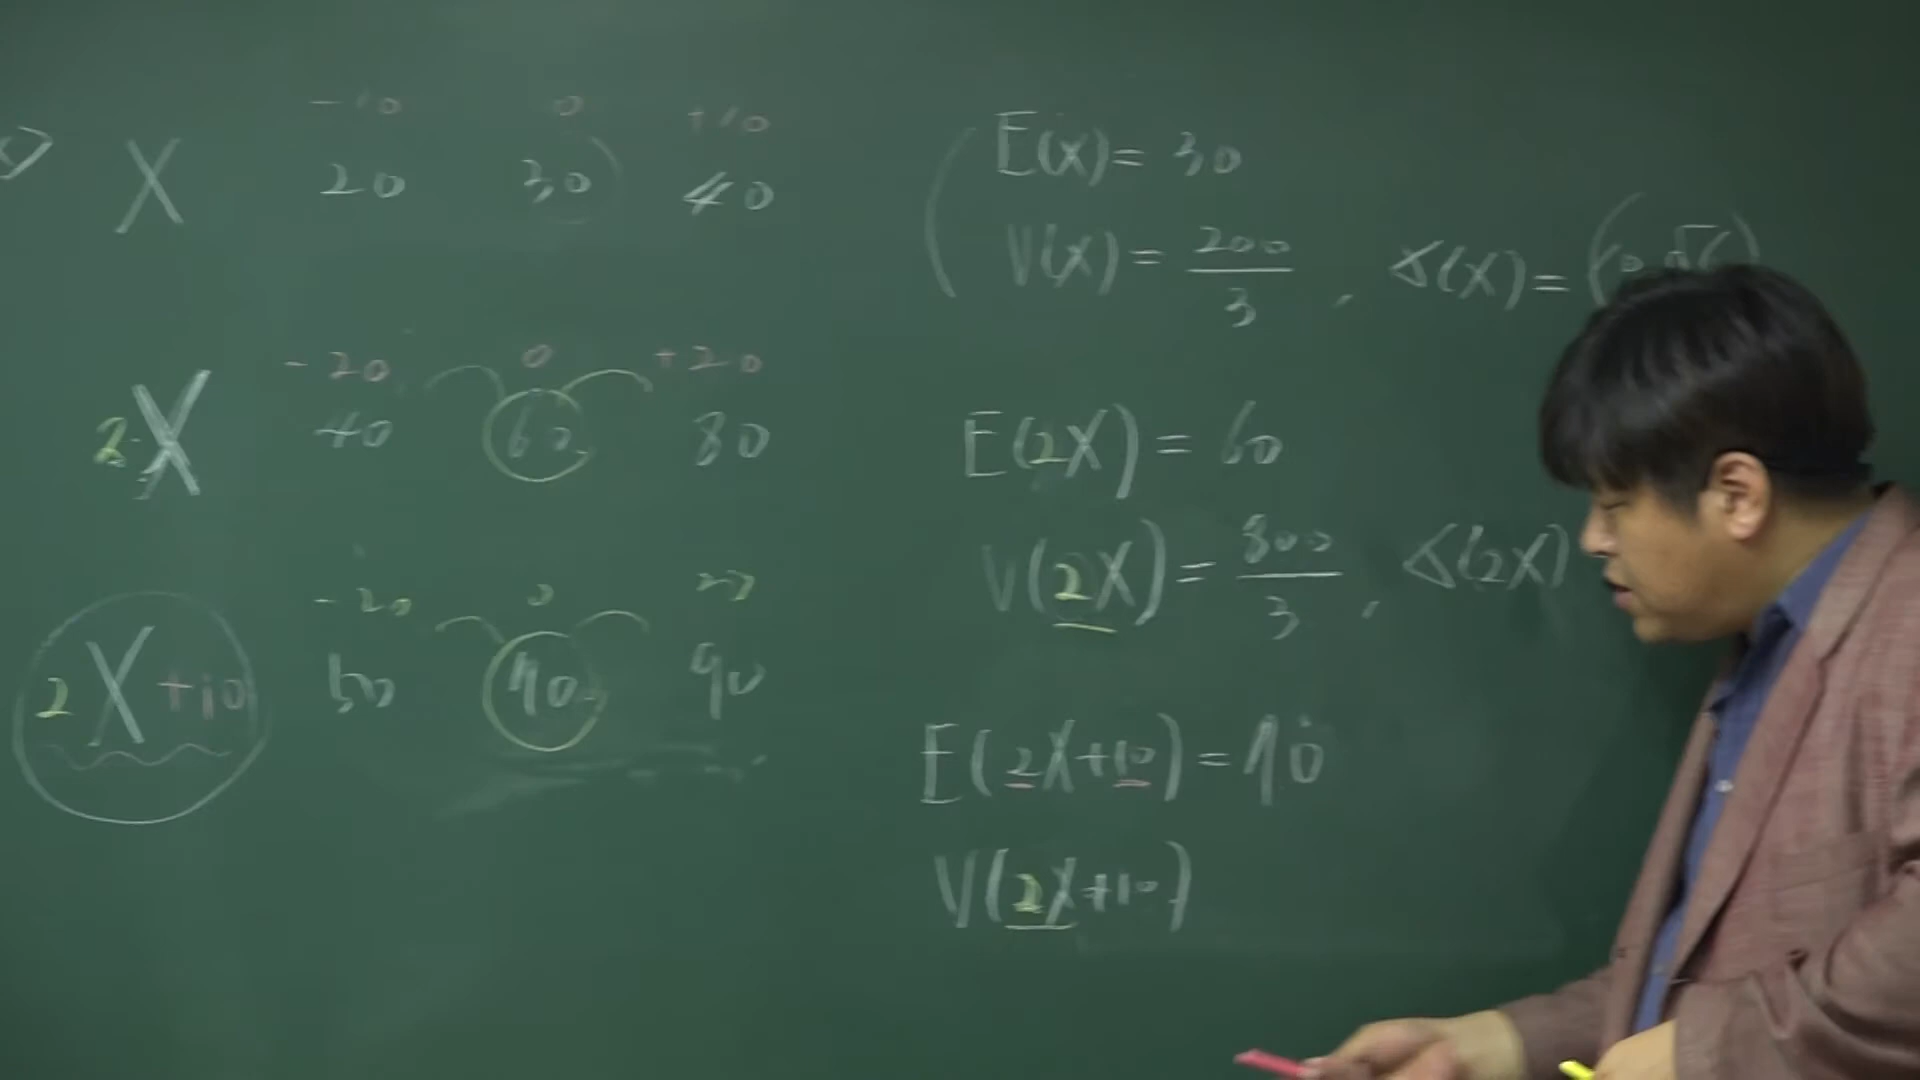 -10 0 +10
X 20 30 40
-20 0 +20
2X 40 60 80
-20 0 20
2X+10 50 70 90
E(X)=30
V(X)=200/3, σ(X)=
E(2X)=60
V(2X)=800/3, σ(2X)
E(2X+10)=70
V(2X+10)